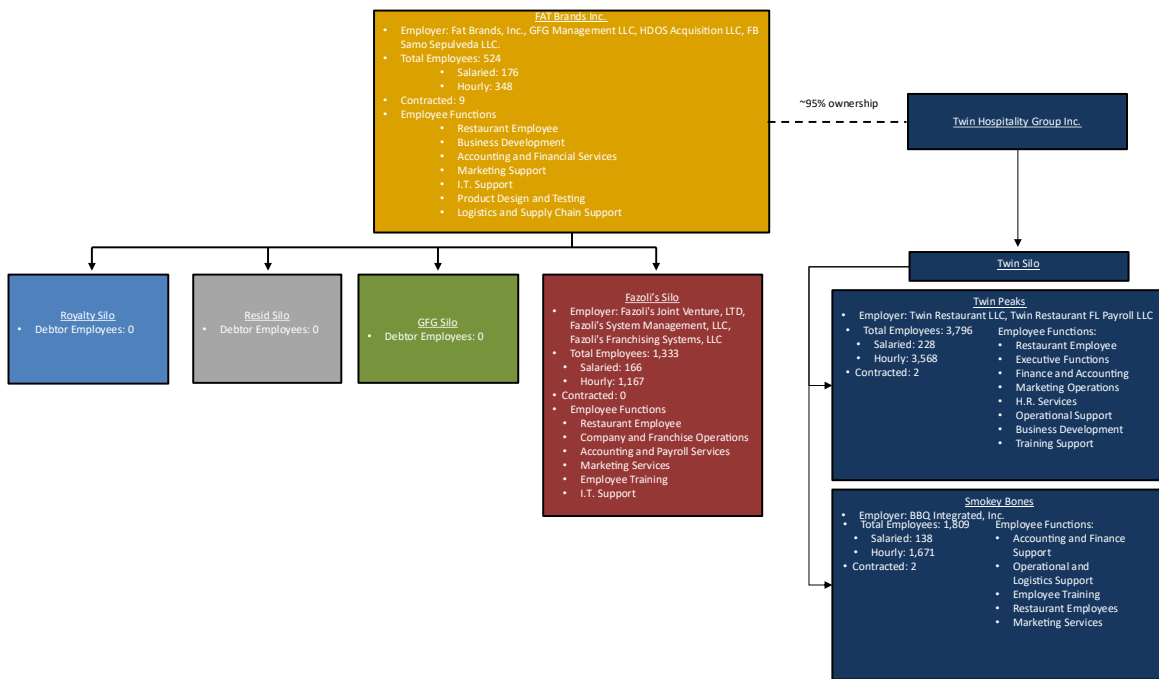 FAT Brands Inc.
• Employer: Fat Brands, Inc., GFG Management LLC, HDOS Acquisition LLC, FB
Samo Sepulveda LLC.
• Total Employees: 524
• Salaried: 176
• Hourly: 348
• Contracted: 9
• Employee Functions
• Restaurant Employee
• Business Development
• Accounting and Financial Services
• Marketing Support
• I.T. Support
• Product Design and Testing
• Logistics and Supply Chain Support
~95% ownership
Twin Hospitality Group Inc.
Royalty Silo
• Debtor Employees: 0
Resid Silo
• Debtor Employees: 0
GFG Silo
• Debtor Employees: 0
Fazoli's Silo
• Employer: Fazoli's Joint Venture, LTD,
Fazoli's System Management, LLC,
Fazoli's Franchising Systems, LLC
• Total Employees: 1,333
• Salaried: 166
• Hourly: 1,167
• Contracted: 0
• Employee Functions
• Restaurant Employee
• Company and Franchise Operations
• Accounting and Payroll Services
• Marketing Services
• Employee Training
• I.T. Support
Twin Silo
Twin Peaks
• Employer: Twin Restaurant LLC, Twin Restaurant FL Payroll LLC
• Total Employees: 3,796
• Salaried: 228
• Hourly: 3,568
• Contracted: 2
Employee Functions:
• Restaurant Employee
• Executive Functions
• Finance and Accounting
• Marketing Operations
• H.R. Services
• Operational Support
• Business Development
• Training Support
Smokey Bones
• Employer: BBQ Integrated, Inc.
• Total Employees: 1,809
• Salaried: 138
• Hourly: 1,671
• Contracted: 2
Employee Functions:
• Accounting and Finance
Support
• Operational and
Logistics Support
• Employee Training
• Restaurant Employees
• Marketing Services